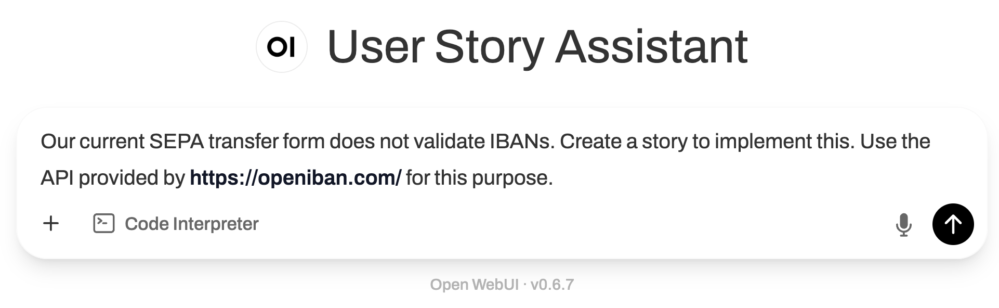 OI User Story Assistant
Our current SEPA transfer form does not validate IBANs. Create a story to implement this. Use the
API provided by https://openiban.com/ for this purpose.
Code Interpreter
Open WebUI · v0.6.7